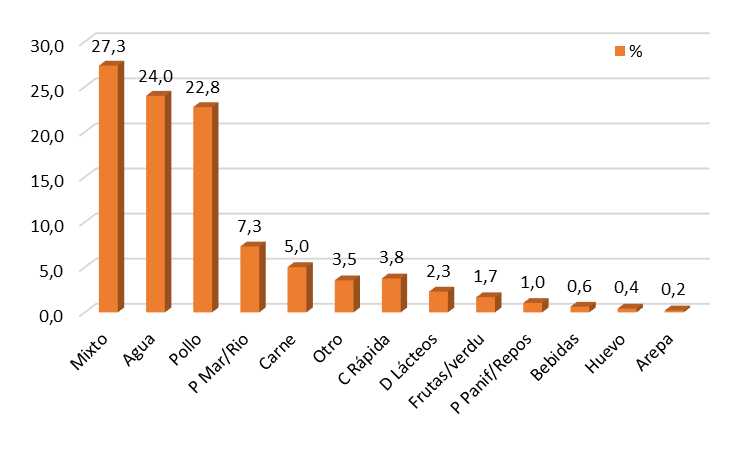 30,0
25,0
20,0
15,0
10,0
5,0
0,0
27,3
24,0
22,8
7,3
5,0
3,5
3,8
2,3
1,7
1,0
0,6
0,4
0,2
%
Mixto
Agua
Pollo
P Mar/Rio
Carne
Otro
C Rápida
D Lácteos
Frutas/verdu
P Panif/Repos
Bebidas
Huevo
Arepa